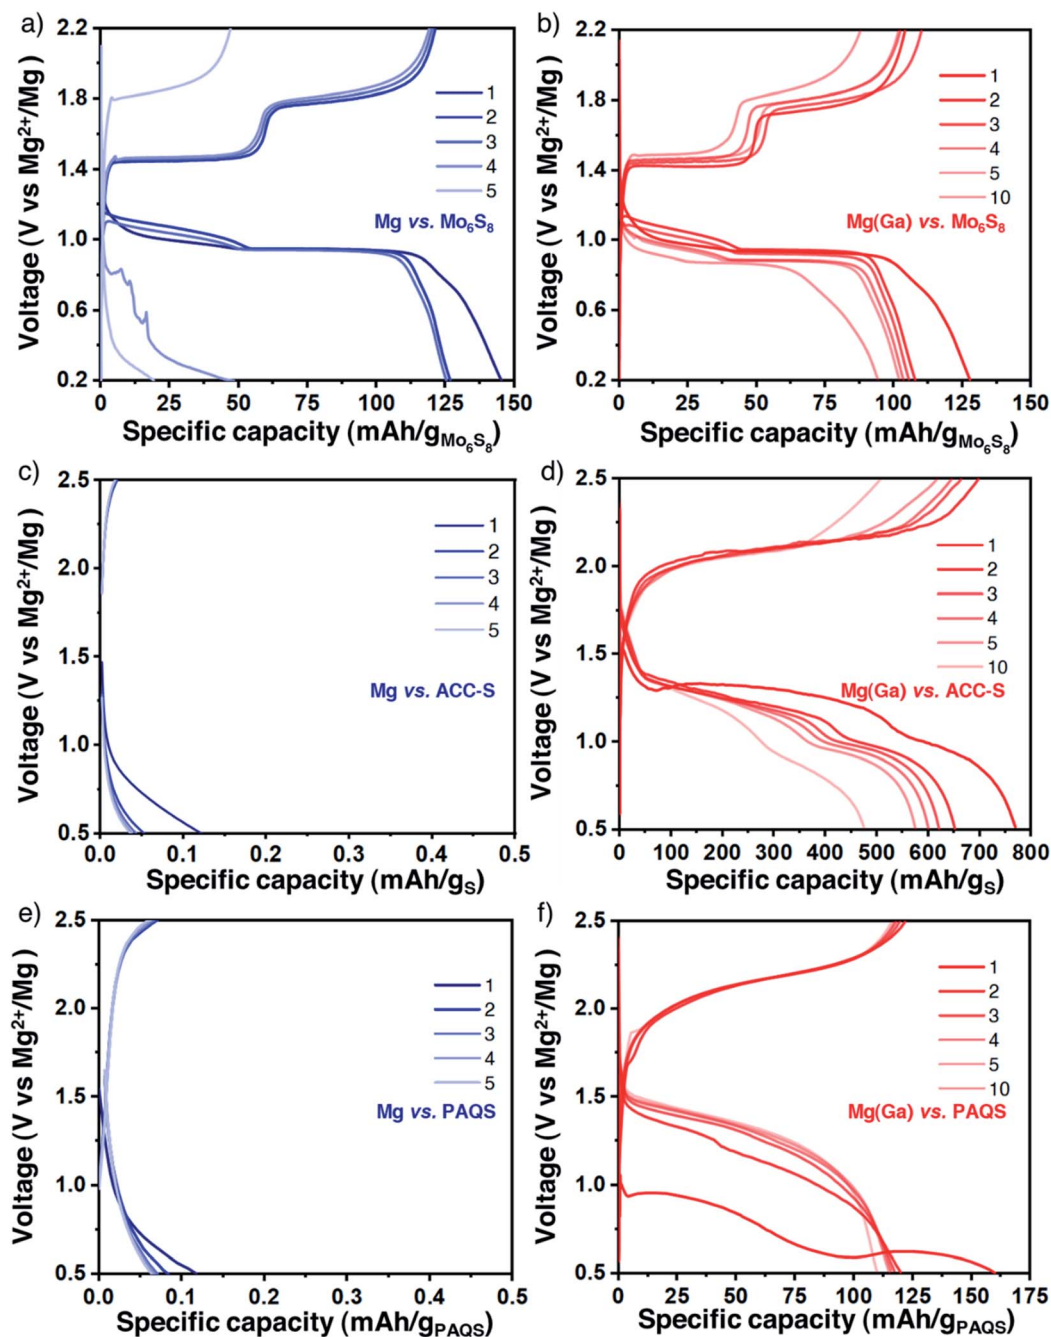 a)
2.2
1.8
1.4
1.0
0.6
0.2
Voltage (V vs Mg²⁺/Mg)
1
2
3
4
5
Mg vs. Mo₆S₈
0 25 50 75 100 125 150
Specific capacity (mAh/g_Mo₆S₈)
b)
2.2
1.8
1.4
1.0
0.6
0.2
Voltage (V vs Mg²⁺/Mg)
1
2
3
4
5
10
Mg(Ga) vs. Mo₆S₈
0 25 50 75 100 125 150
Specific capacity (mAh/g_Mo₆S₈)
c)
2.5
2.0
1.5
1.0
0.5
Voltage (V vs Mg²⁺/Mg)
1
2
3
4
5
Mg vs. ACC-S
0.0 0.1 0.2 0.3 0.4 0.5
Specific capacity (mAh/g_S)
d)
2.5
2.0
1.5
1.0
0.5
Voltage (V vs Mg²⁺/Mg)
1
2
3
4
5
10
Mg(Ga) vs. ACC-S
0 100 200 300 400 500 600 700 800
Specific capacity (mAh/g_S)
e)
2.5
2.0
1.5
1.0
0.5
Voltage (V vs Mg²⁺/Mg)
1
2
3
4
5
Mg vs. PAQS
0.0 0.1 0.2 0.3 0.4 0.5
Specific capacity (mAh/g_PAQS)
f)
2.5
2.0
1.5
1.0
0.5
Voltage (V vs Mg²⁺/Mg)
1
2
3
4
5
10
Mg(Ga) vs. PAQS
0 25 50 75 100 125 150 175
Specific capacity (mAh/g_PAQS)